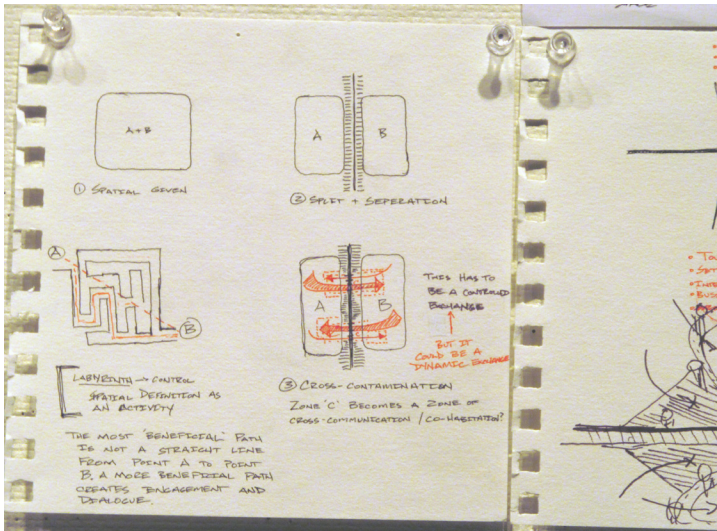 A+B
① SPATIAL GIVEN
A
B
② SPLIT + SEPERATION
A
B
LABYRINTH → CONTROL
SPATIAL DEFINITION AS
AN ACTIVITY
THE MOST 'BENEFICIAL' PATH
IS NOT A STRAIGHT LINE
FROM POINT A TO POINT
B. A MORE BENEFICIAL PATH
CREATES ENGAGEMENT AND
DIALOGUE.
A
B
THIS HAS TO
BE A CONTROLLED
EXCHANGE
BUT IT
COULD BE A
DYNAMIC EXCHANGE
③ CROSS-CONTAMINATION
ZONE 'C' BECOMES A ZONE OF
CROSS-COMMUNICATION / CO-HABITATION?